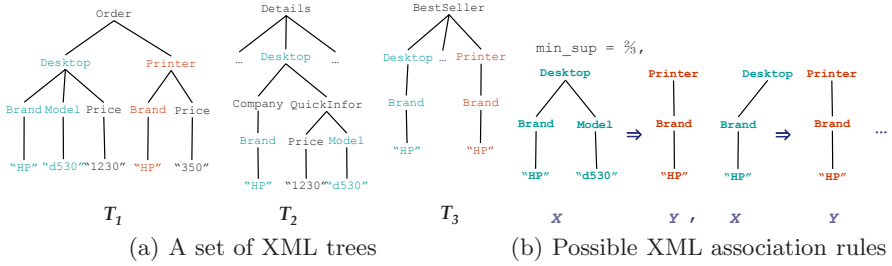 Order Details BestSeller
min_sup = ⅔,
Desktop Printer … Desktop … Desktop … Printer Desktop Printer Desktop Printer
Brand Model Price Brand Price Company QuickInfor Brand Brand Brand Model ⇒ Brand Brand ⇒ Brand …
Brand Price Model "HP" "HP"
"HP" "d530" "1230" "HP" "350" "HP" "1230" "d530" "HP" "d530" "HP" "HP" "HP"
T1 T2 T3 X Y , X Y
(a) A set of XML trees (b) Possible XML association rules